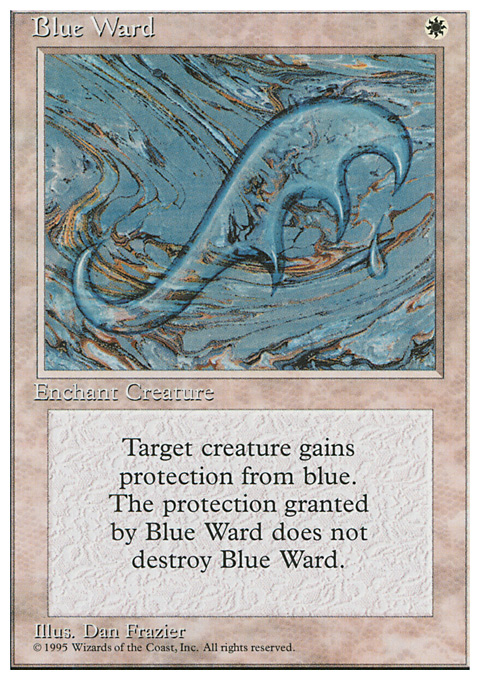 Blue Ward
Enchant Creature
Target creature gains
protection from blue.
The protection granted
by Blue Ward does not
destroy Blue Ward.
Illus. Dan Frazier
© 1995 Wizards of the Coast, Inc. All rights reserved.